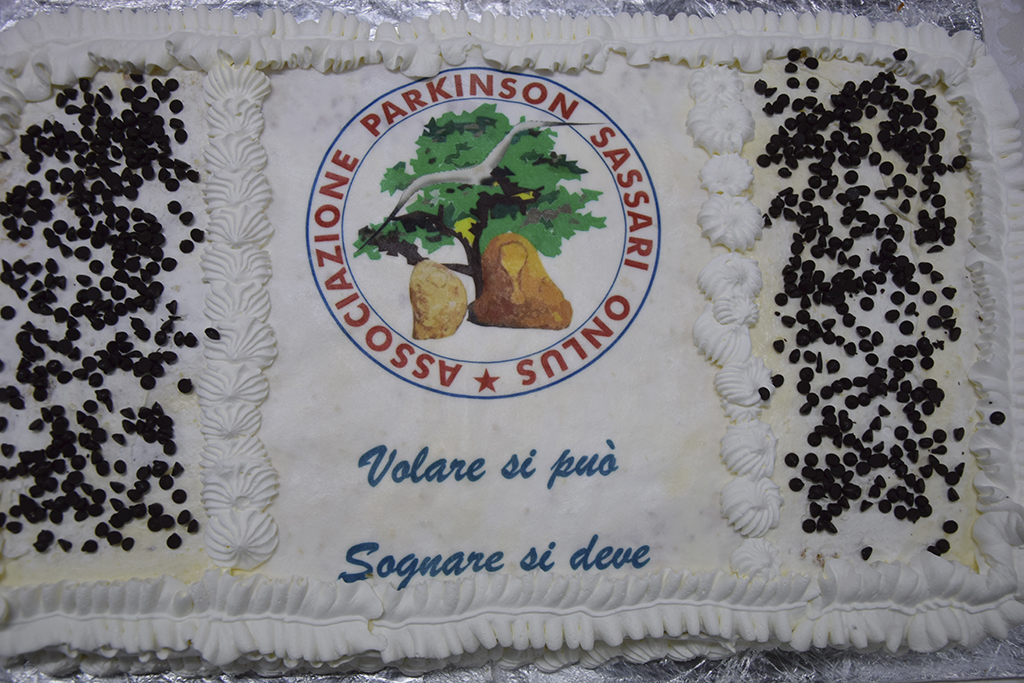 ASSOCIAZIONE PARKINSON SASSARI ONLUS ★
Volare si può
Sognare si deve